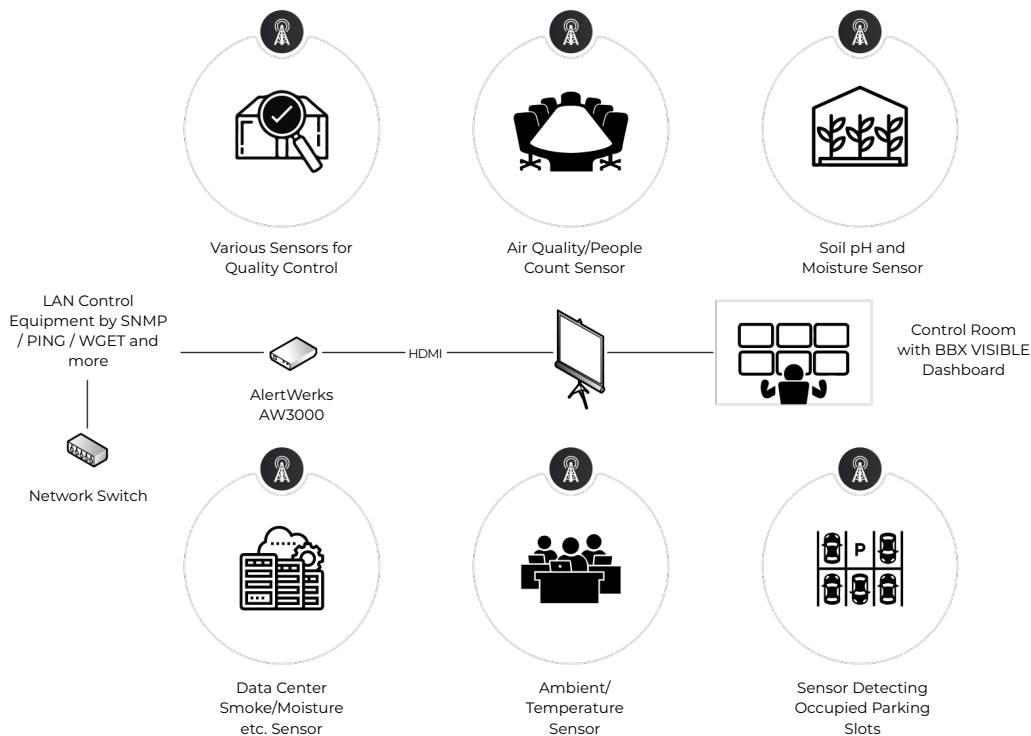 Various Sensors for
Quality Control
Air Quality/People
Count Sensor
Soil pH and
Moisture Sensor
LAN Control
Equipment by SNMP
/ PING / WGET and
more
HDMI
AlertWerks
AW3000
Control Room
with BBX VISIBLE
Dashboard
Network Switch
P
Data Center
Smoke/Moisture
etc. Sensor
Ambient/
Temperature
Sensor
Sensor Detecting
Occupied Parking
Slots